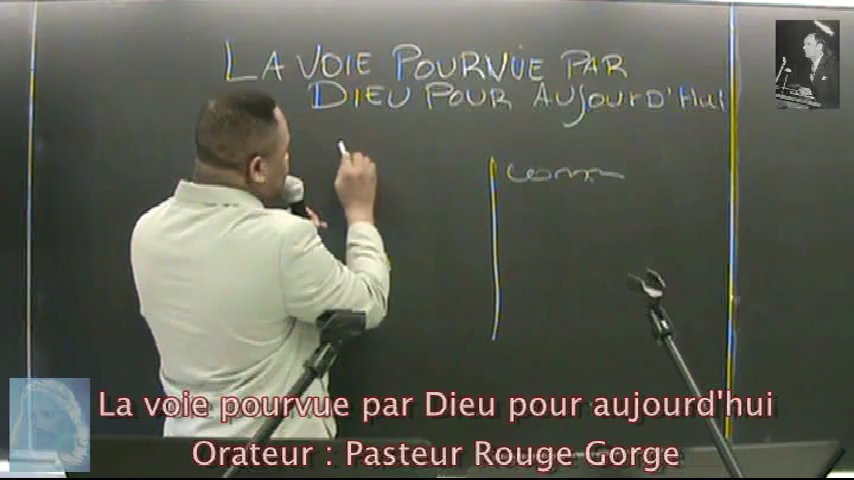 LA VOIE POURVUE PAR
DIEU POUR AUJOURD'HUI
La voie pourvue par Dieu pour aujourd'hui
Orateur : Pasteur Rouge Gorge